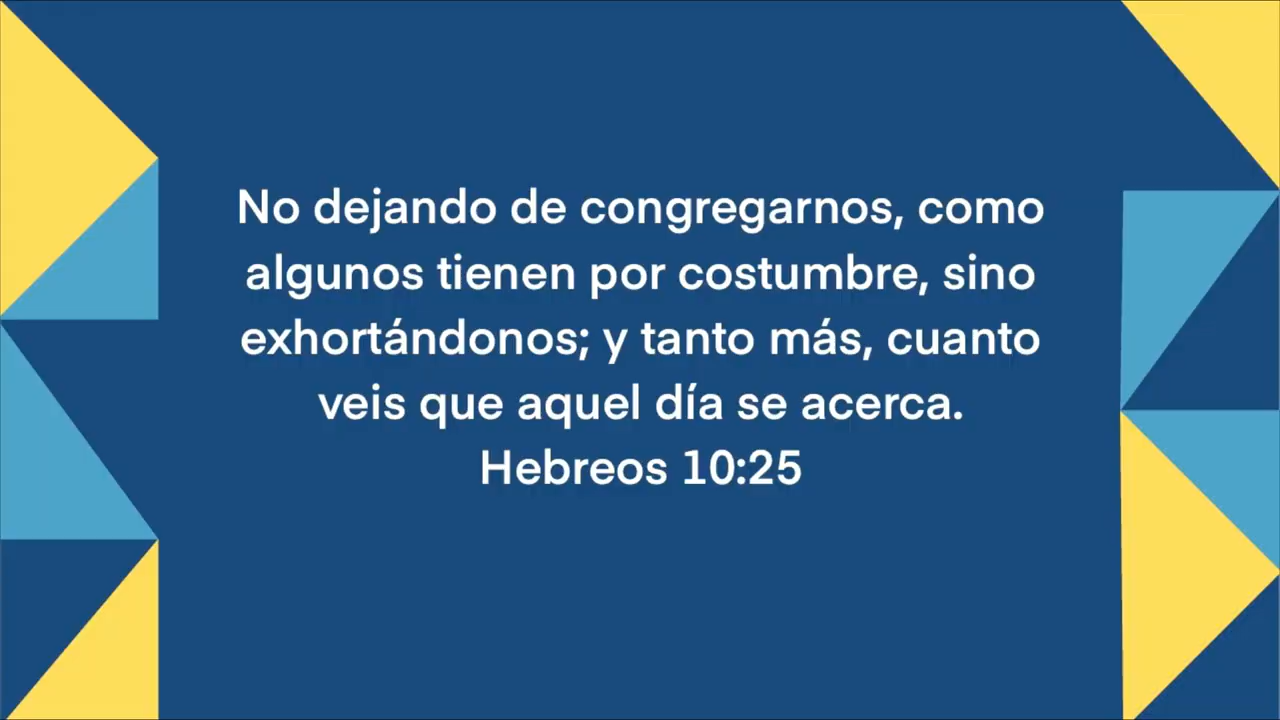 No dejando de congregarnos, como
algunos tienen por costumbre, sino
exhortándonos; y tanto más, cuanto
veis que aquel día se acerca.
Hebreos 10:25